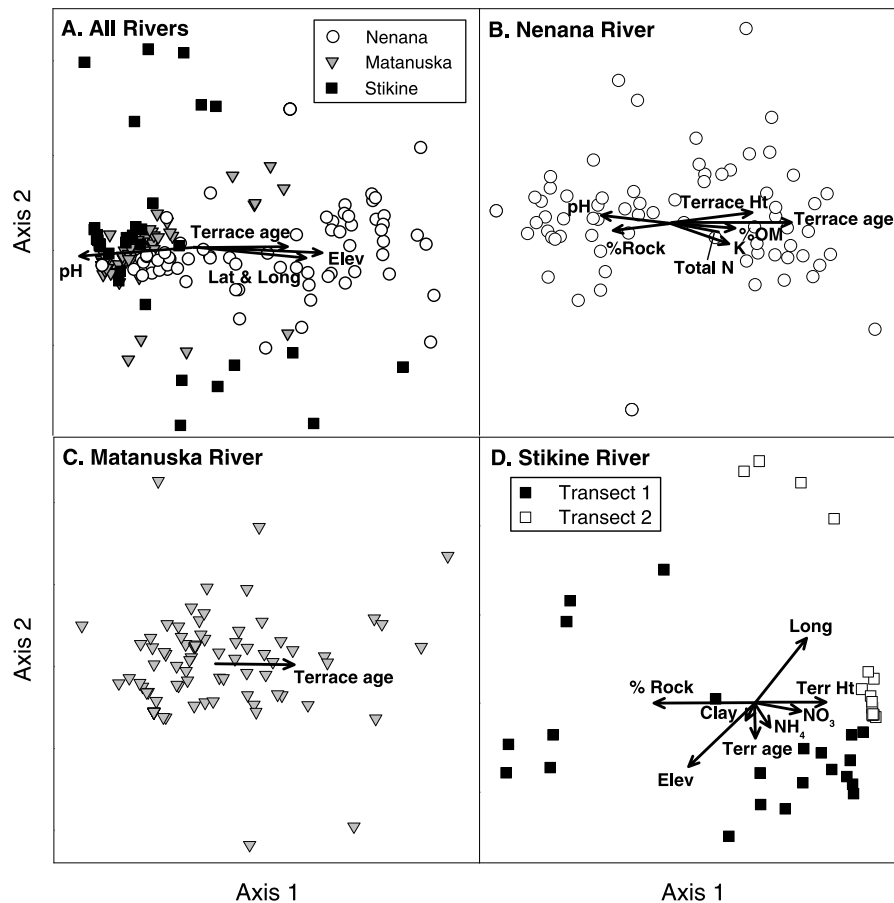 A. All Rivers
Nenana
Matanuska
Stikine
Terrace age
Elev
pH
Lat & Long
Axis 2
B. Nenana River
pH
Terrace Ht
Terrace age
%OM
%Rock
K
Total N
C. Matanuska River
Terrace age
Axis 2
Axis 1
D. Stikine River
Transect 1
Transect 2
Long
% Rock
Terr Ht
Clay
NO₃
NH₄
Terr age
Elev
Axis 1